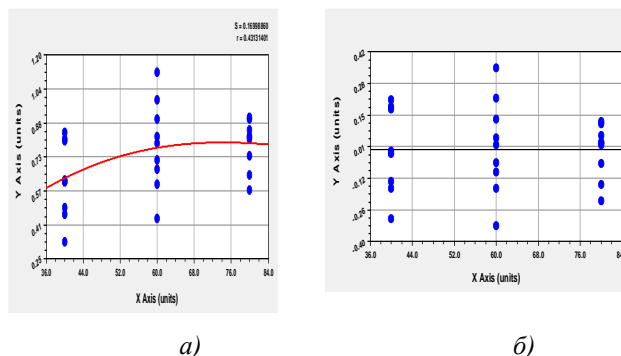 S = 0.16998860
r = 0.43131401
Y Axis (units)
1.20
1.04
0.88
0.73
0.57
0.41
0.25
36.0 44.0 52.0 60.0 68.0 76.0 84.0
X Axis (units)
Y Axis (units)
0.42
0.28
0.15
0.01
-0.12
-0.26
-0.40
36.0 44.0 52.0 60.0 68.0 76.0 84.0
X Axis (units)
а) б)